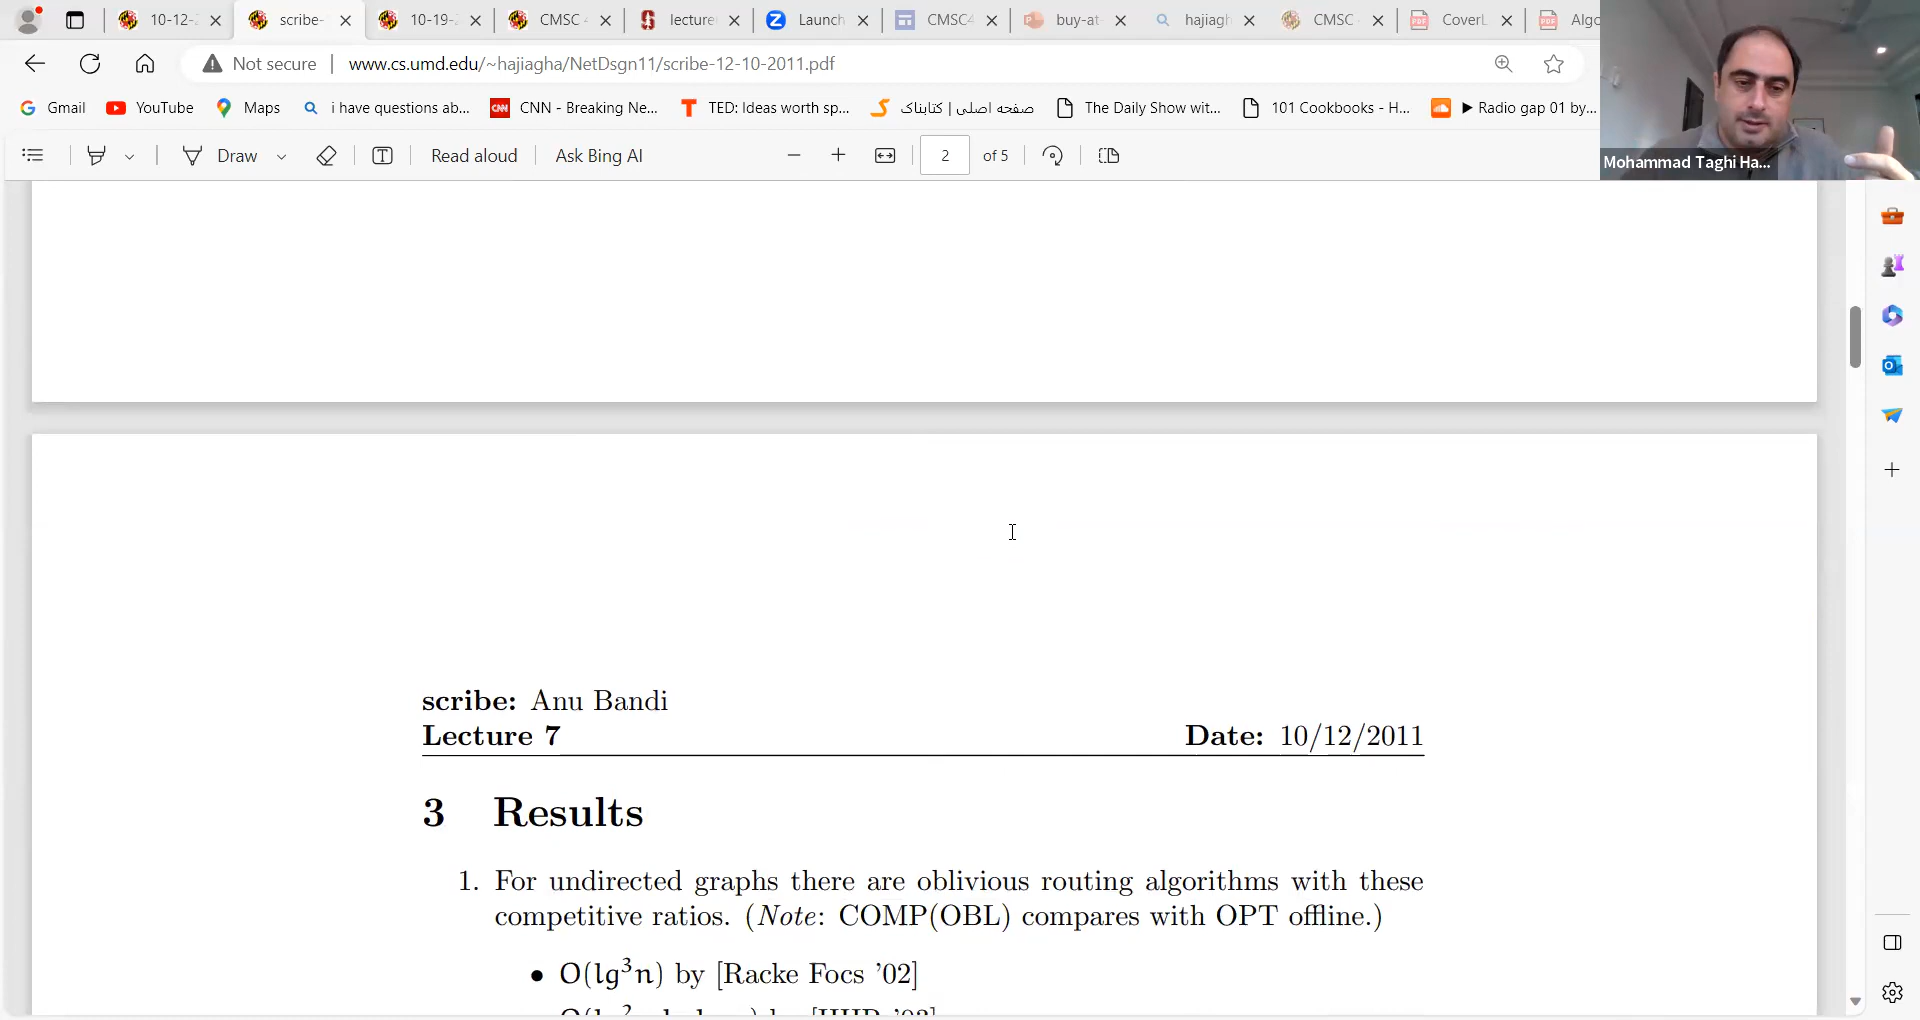 10-12-
scribe-
10-19-
CMSC
lecture
Launch
CMSC4
buy-at-
hajiagh
CMSC
CoverL
Algo
Not secure
www.cs.umd.edu/~hajiagha/NetDsgn11/scribe-12-10-2011.pdf
Gmail
YouTube
Maps
i have questions ab...
CNN - Breaking Ne...
TED: Ideas worth sp...
صفحه اصلی | کتابناک
The Daily Show wit...
101 Cookbooks - H...
▶ Radio gap 01 by...
Draw
Read aloud
Ask Bing AI
2
of 5
Mohammad Taghi Ha...
scribe: Anu Bandi
Lecture 7
Date: 10/12/2011
3 Results
1. For undirected graphs there are oblivious routing algorithms with these
competitive ratios. (Note: COMP(OBL) compares with OPT offline.)
• O(lg³n) by [Racke Focs '02]